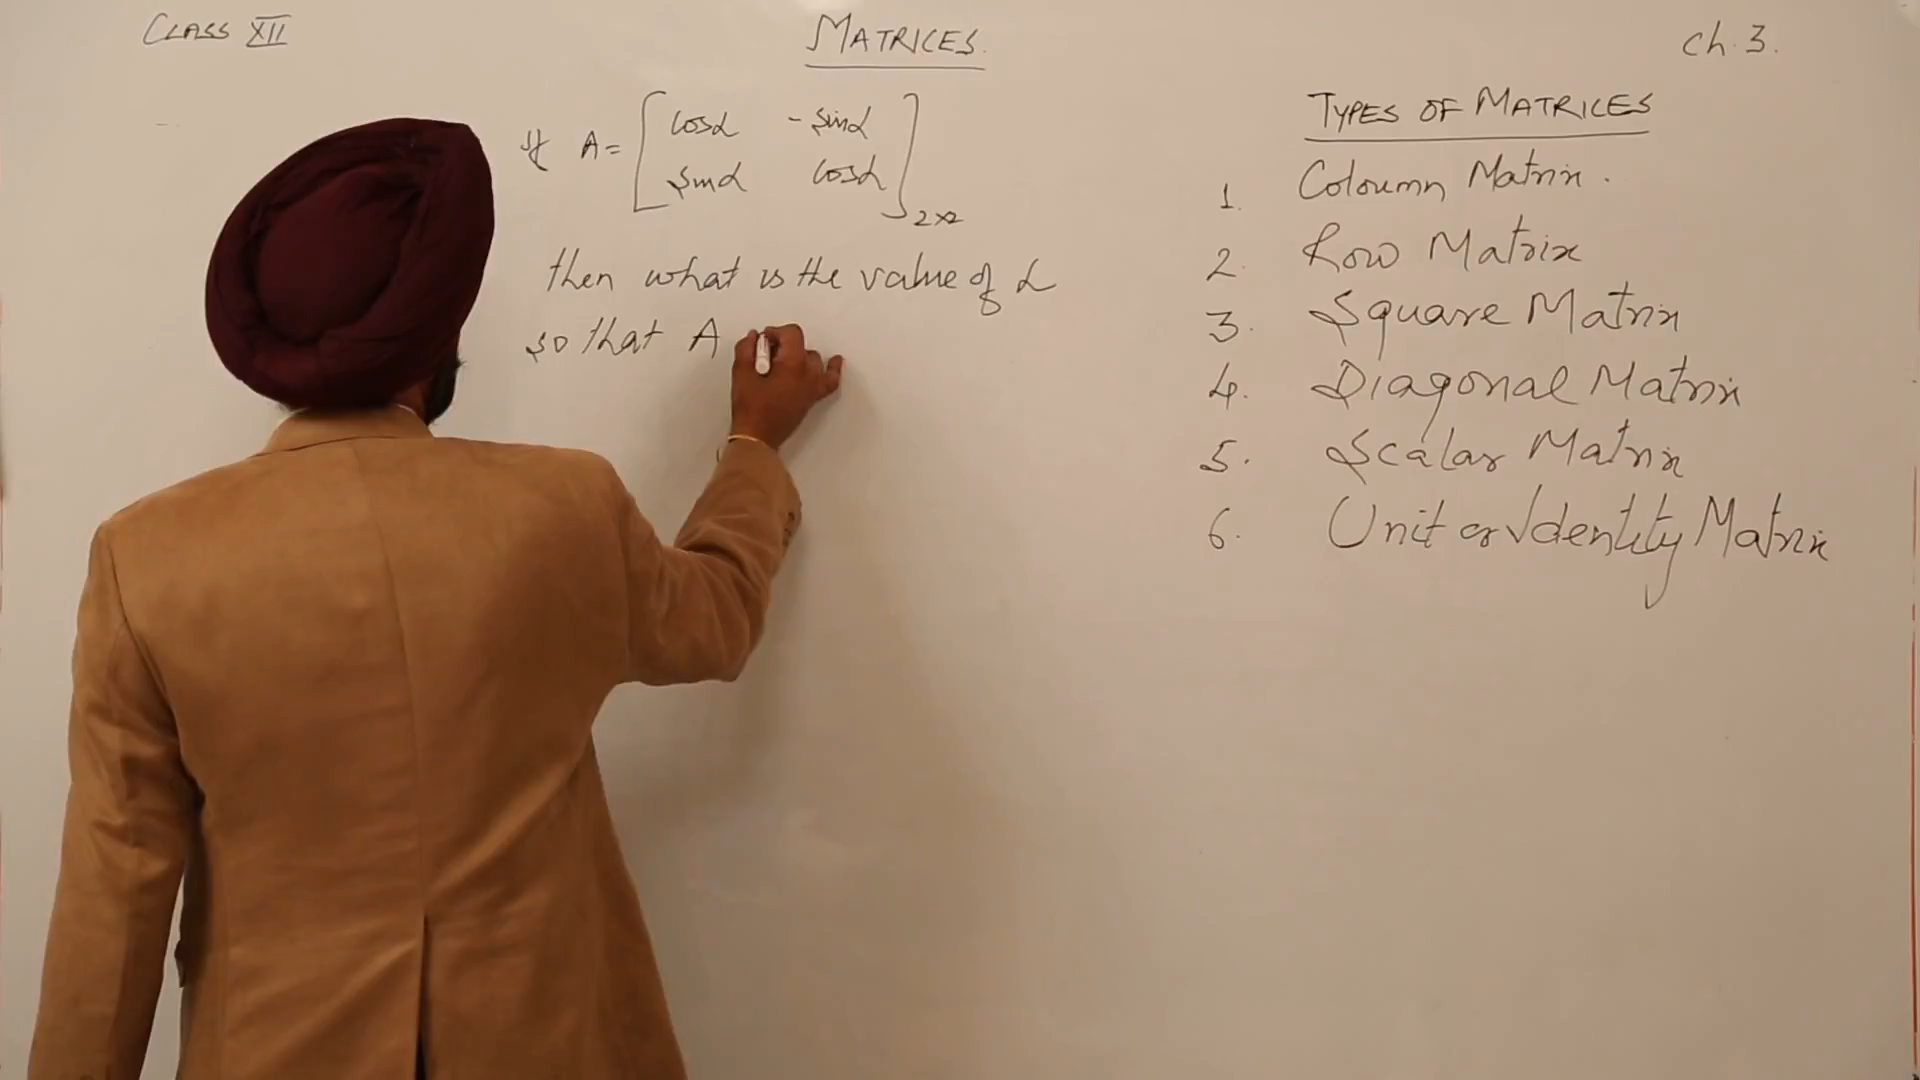 CLASS XII
MATRICES.
Ch. 3.
If A = [ cosα - sinα
sinα cosα ]2×2
then what is the value of α
so that A
TYPES OF MATRICES
1. Coloumn Matrix.
2. Row Matrix
3. Square Matrix
4. Diagonal Matrix
5. Scalar Matrix
6. Unit or Identity Matrix